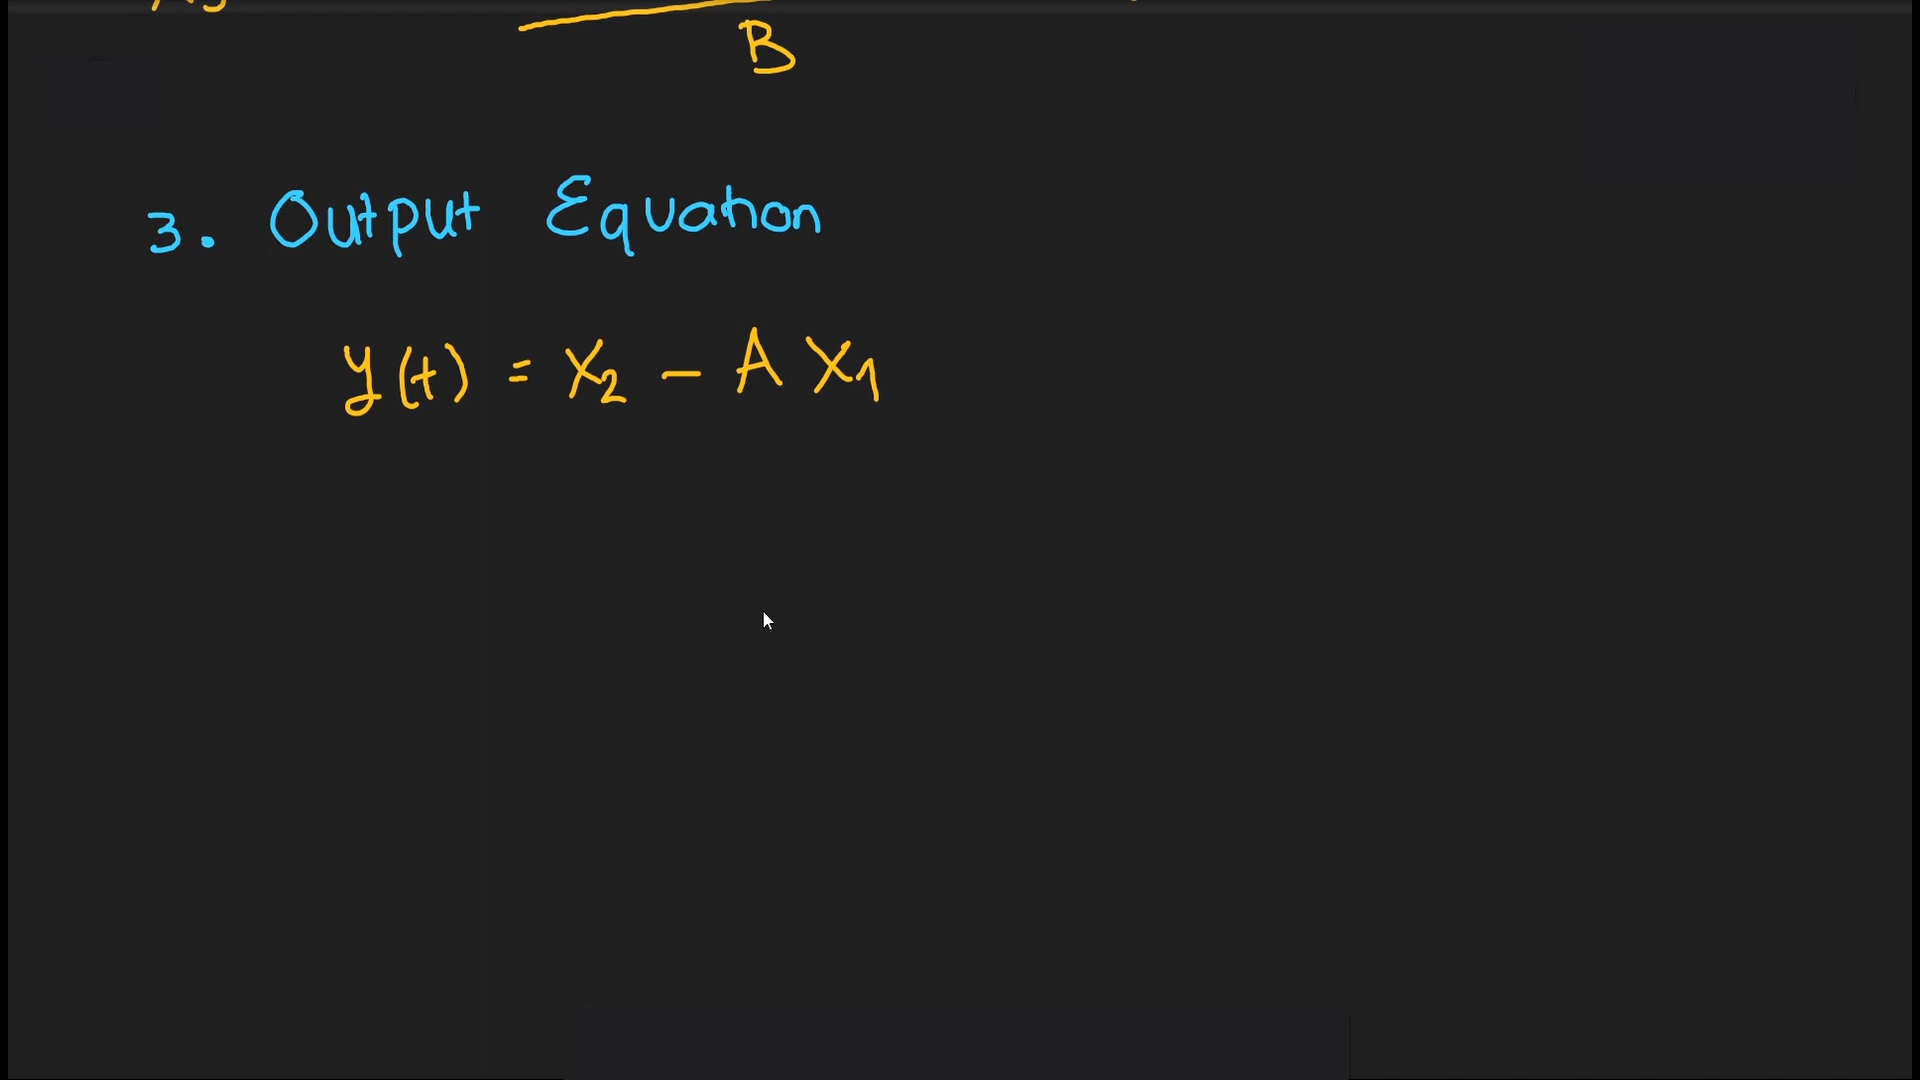 B
3. Output Equation
y(t) = x₂ - A x₁